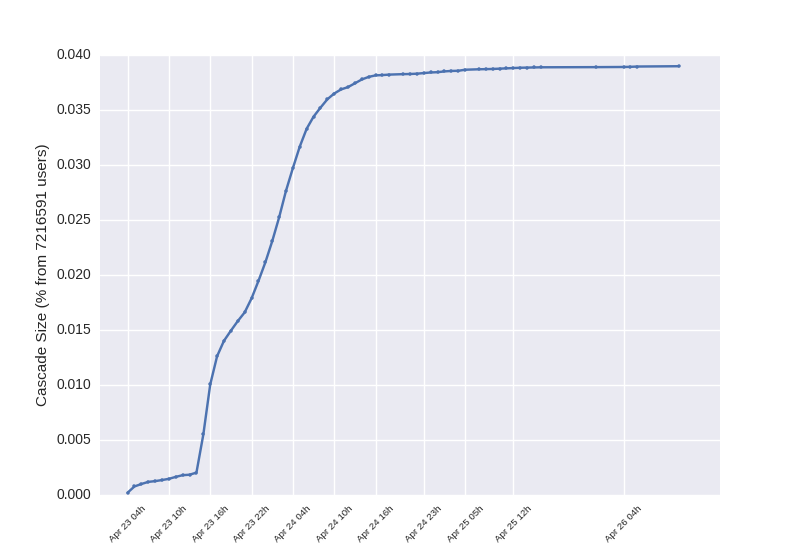 Cascade Size (% from 7216591 users)
0.040
0.035
0.030
0.025
0.020
0.015
0.010
0.005
0.000
Apr 23 04h
Apr 23 10h
Apr 23 16h
Apr 23 22h
Apr 24 04h
Apr 24 10h
Apr 24 16h
Apr 24 23h
Apr 25 05h
Apr 25 12h
Apr 26 04h